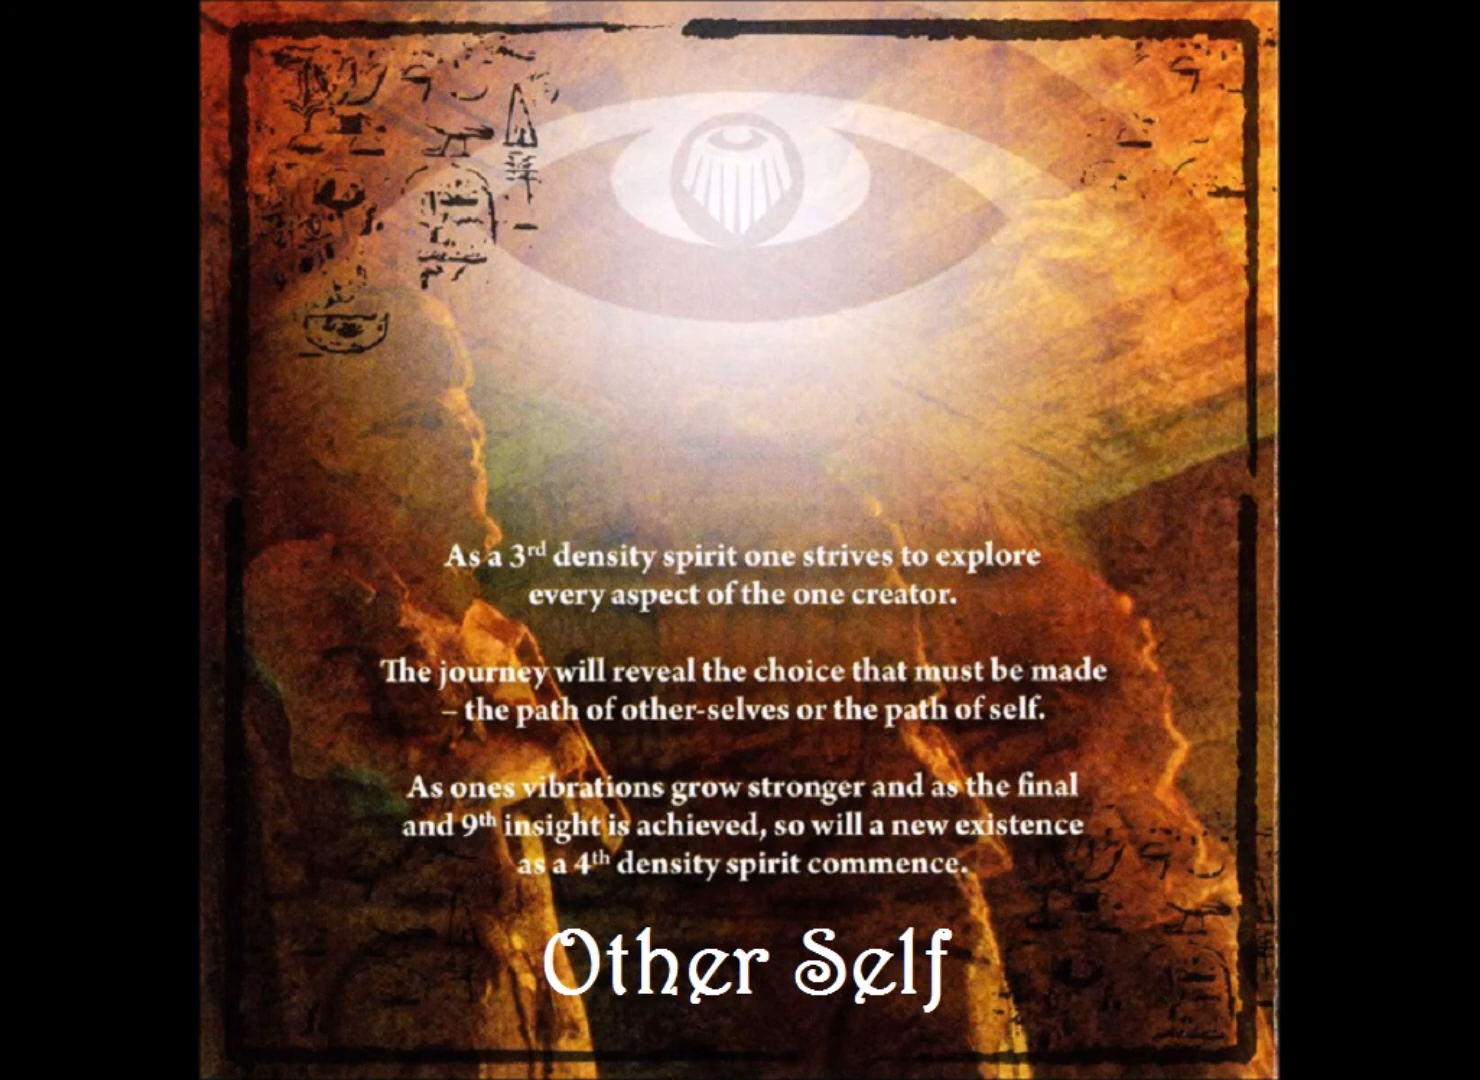 As a 3rd density spirit one strives to explore
every aspect of the one creator.
The journey will reveal the choice that must be made
– the path of other-selves or the path of self.
As ones vibrations grow stronger and as the final
and 9th insight is achieved, so will a new existence
as a 4th density spirit commence.
Other Self